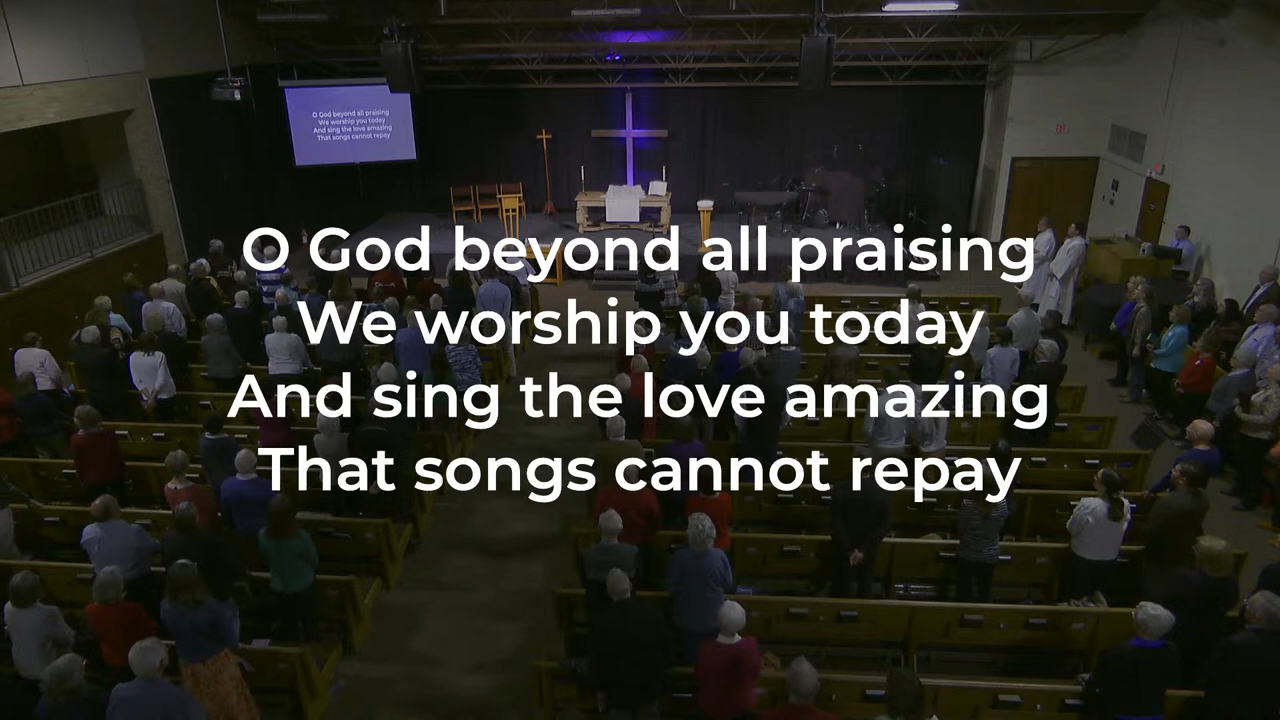 O God beyond all praising
We worship you today
And sing the love amazing
That songs cannot repay
O God beyond all praising
We worship you today
And sing the love amazing
That songs cannot repay